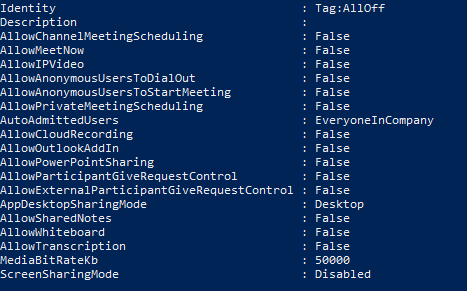 Identity : Tag:AllOff
Description :
AllowChannelMeetingScheduling : False
AllowMeetNow : False
AllowIPVideo : False
AllowAnonymousUsersToDialOut : False
AllowAnonymousUsersToStartMeeting : False
AllowPrivateMeetingScheduling : False
AutoAdmittedUsers : EveryoneInCompany
AllowCloudRecording : False
AllowOutlookAddIn : False
AllowPowerPointSharing : False
AllowParticipantGiveRequestControl : False
AllowExternalParticipantGiveRequestControl : False
AppDesktopSharingMode : Desktop
AllowSharedNotes : False
AllowWhiteboard : False
AllowTranscription : False
MediaBitRateKb : 50000
ScreenSharingMode : Disabled